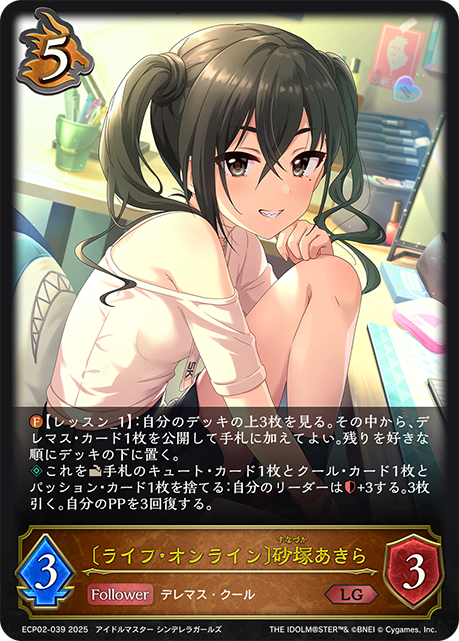 5
【レッスン_1】:自分のデッキの上3枚を見る。その中から、デ
レマス・カード1枚を公開して手札に加えてよい。残りを好きな
順にデッキの下に置く。
これを 手札のキュート・カード1枚とクール・カード1枚と
パッション・カード1枚を捨てる:自分のリーダーは +3する。3枚
引く。自分のPPを3回復する。
すなづか
〔ライフ・オンライン〕砂塚あきら
3
Follower デレマス・クール LG
3
ECP02-039 2025 アイドルマスター シンデレラガールズ THE IDOLM@STER™& ©BNEI © Cygames, Inc.